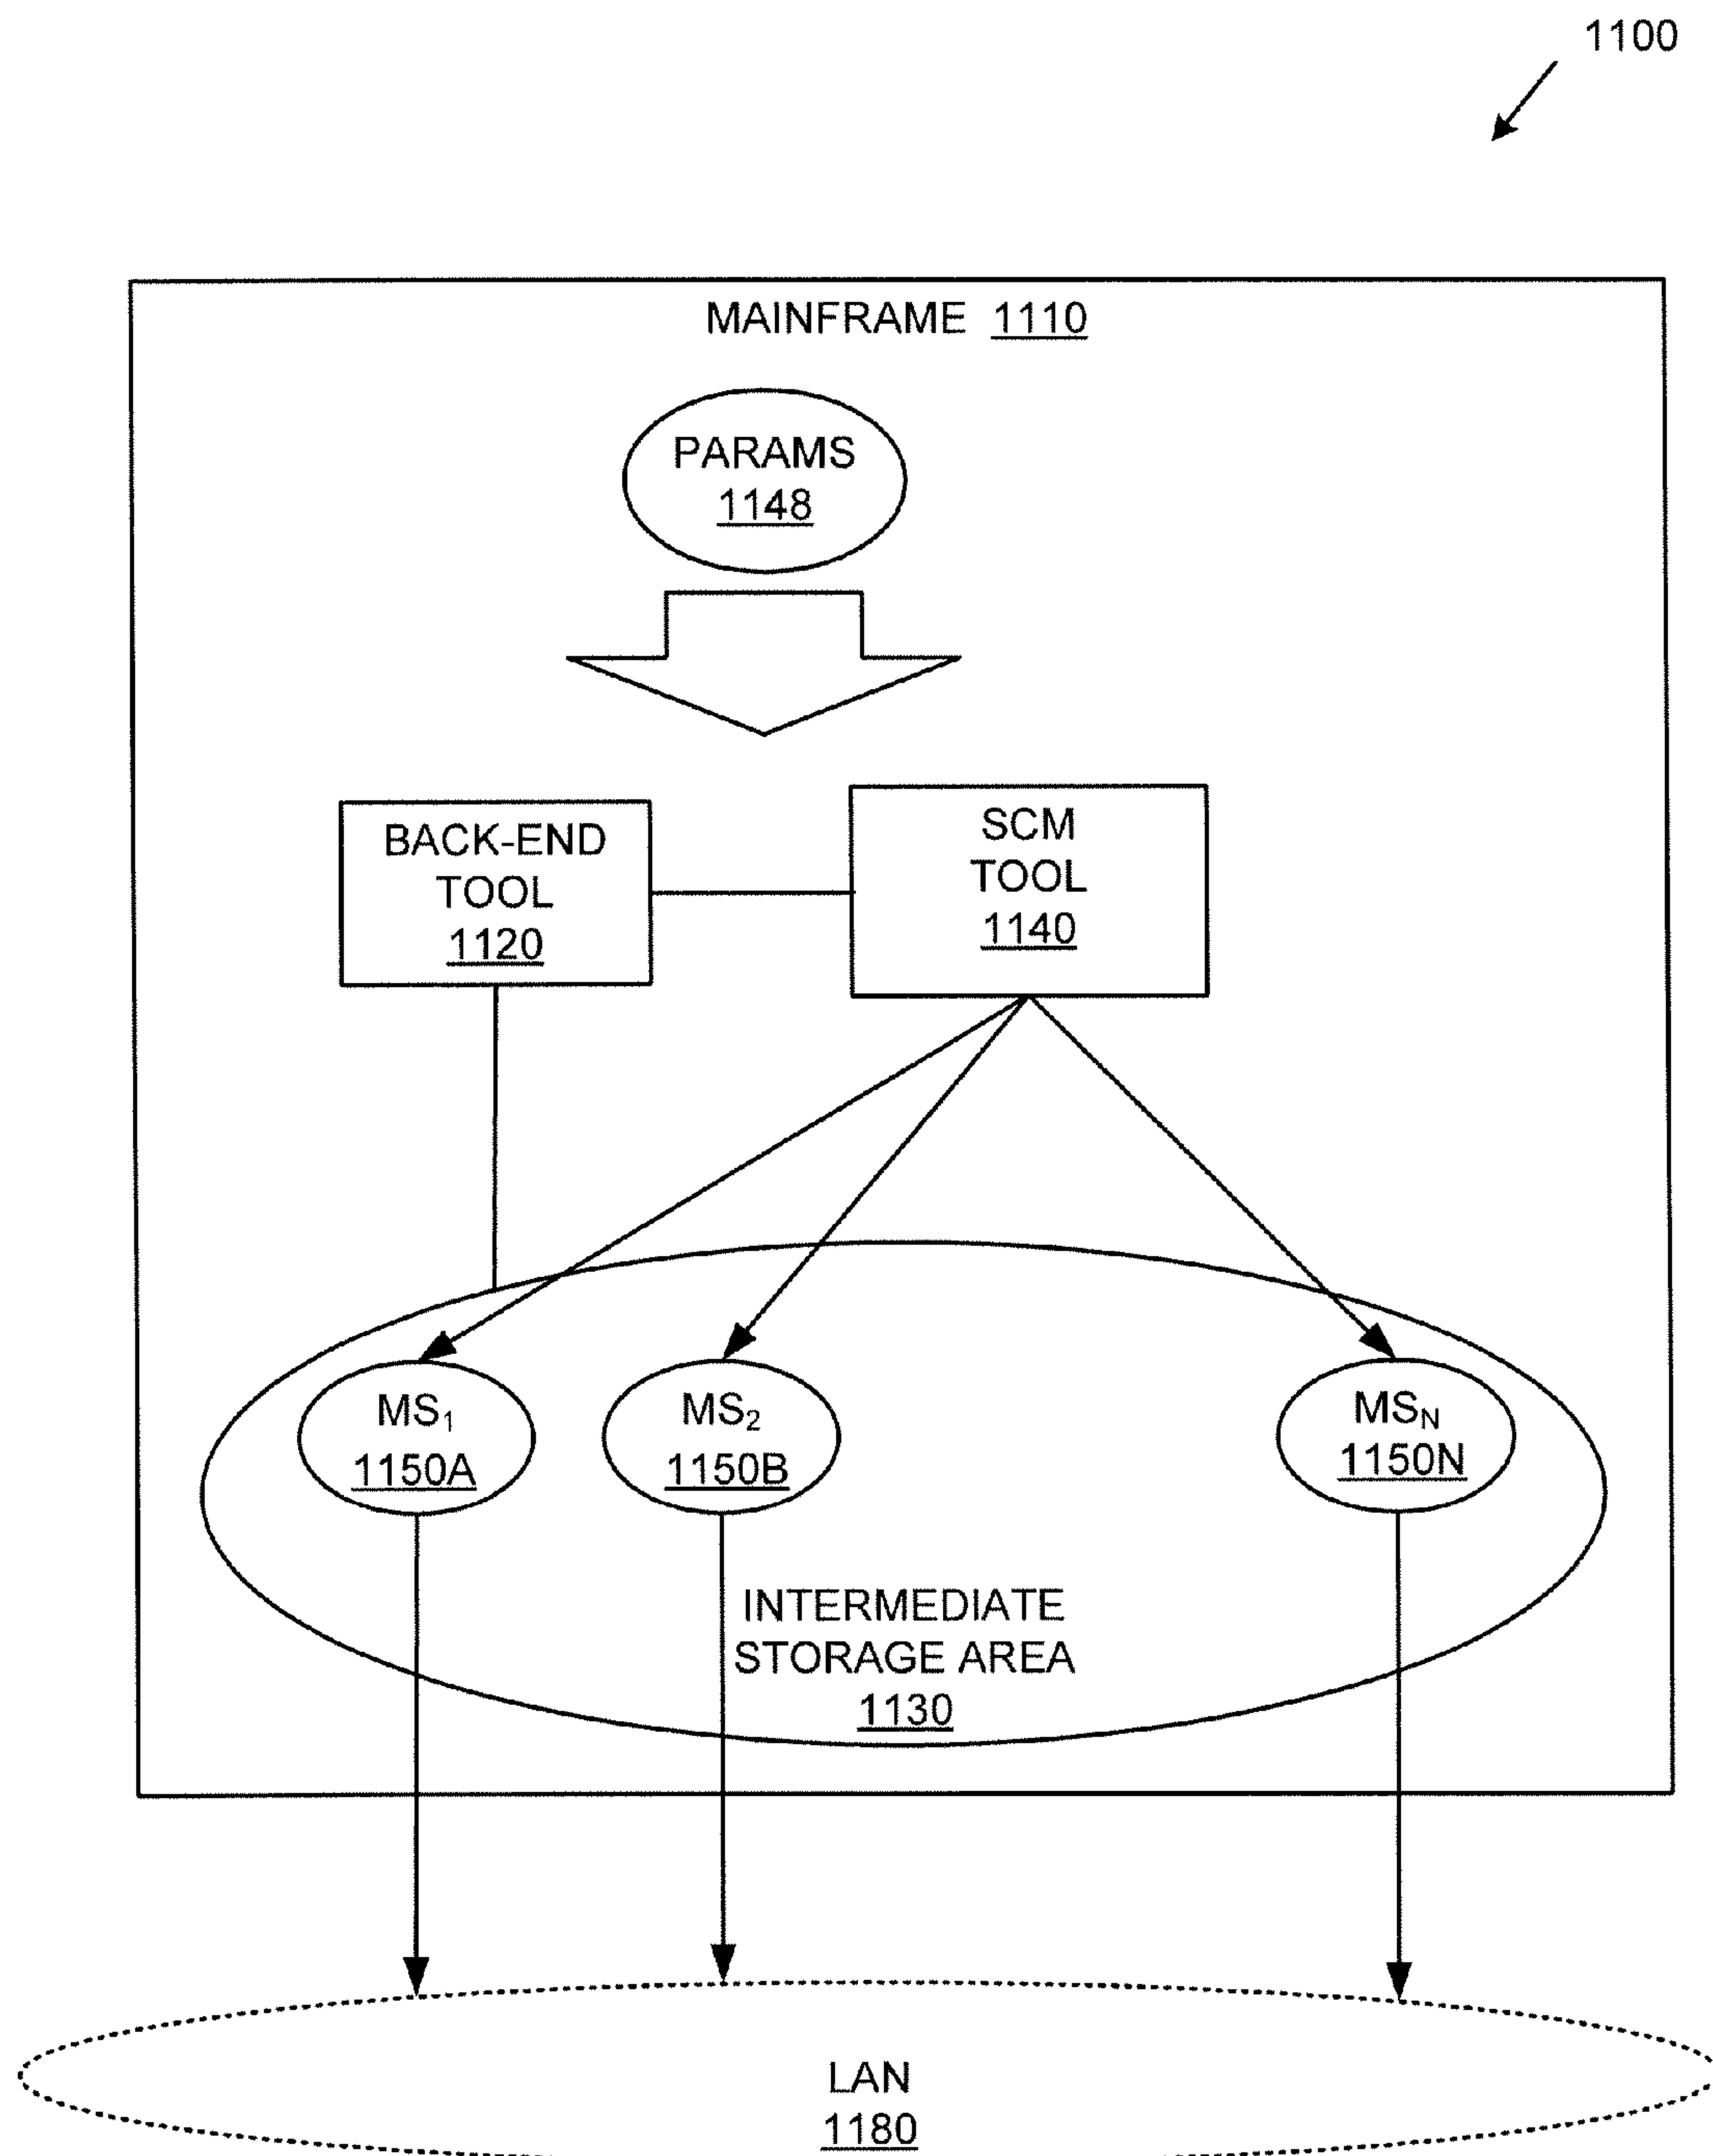 1100
MAINFRAME 1110
PARAMS
1148
BACK-END
TOOL
1120
SCM
TOOL
1140
MS₁
1150A
MS₂
1150B
MS_N
1150N
INTERMEDIATE
STORAGE AREA
1130
LAN
1180